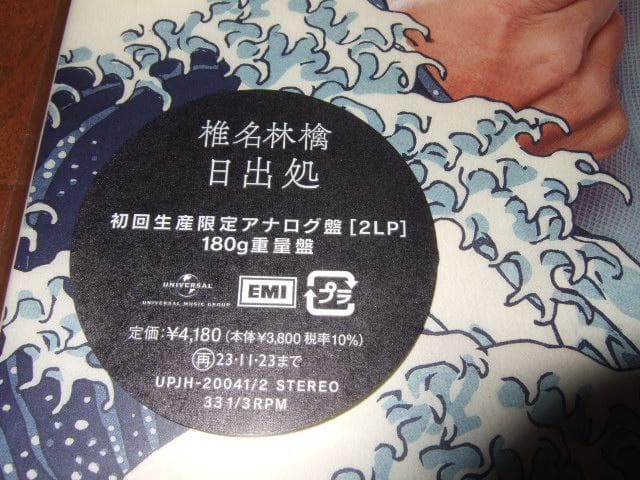 椎名林檎
日出処
初回生産限定アナログ盤[2LP]
180g重量盤
UNIVERSAL
UNIVERSAL MUSIC GROUP
EMI
プラ
定価:¥4,180(本体¥3,800 税率10%)
再 23·11·23まで
UPJH-20041/2 STEREO
33 1/3RPM